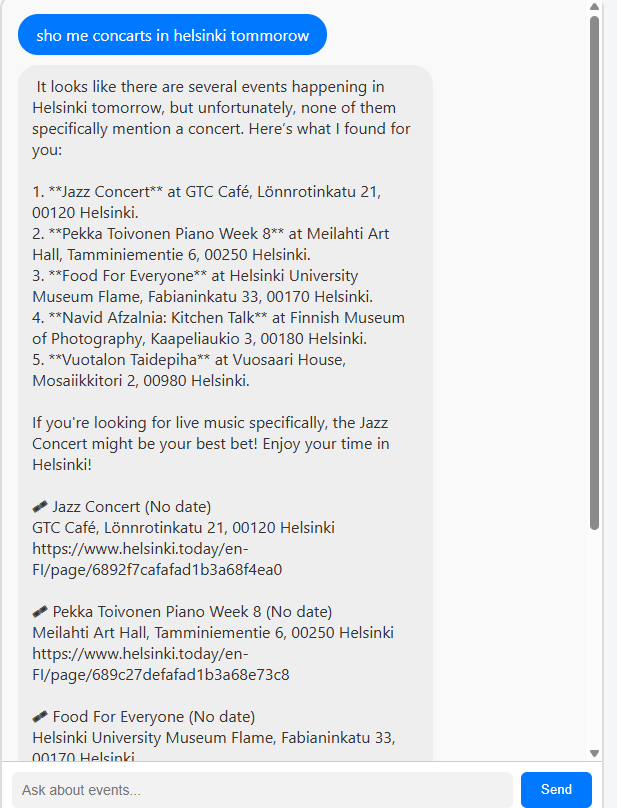 sho me concarts in helsinki tommorow
It looks like there are several events happening in
Helsinki tomorrow, but unfortunately, none of them
specifically mention a concert. Here's what I found for
you:
1. **Jazz Concert** at GTC Café, Lönnrotinkatu 21,
00120 Helsinki.
2. **Pekka Toivonen Piano Week 8** at Meilahti Art
Hall, Tamminiementie 6, 00250 Helsinki.
3. **Food For Everyone** at Helsinki University
Museum Flame, Fabianinkatu 33, 00170 Helsinki.
4. **Navid Afzalnia: Kitchen Talk** at Finnish Museum
of Photography, Kaapeliaukio 3, 00180 Helsinki.
5. **Vuotalon Taidepiha** at Vuosaari House,
Mosaiikkitori 2, 00980 Helsinki.
If you're looking for live music specifically, the Jazz
Concert might be your best bet! Enjoy your time in
Helsinki!
Jazz Concert (No date)
GTC Café, Lönnrotinkatu 21, 00120 Helsinki
https://www.helsinki.today/en-
FI/page/6892f7cafafad1b3a68f4ea0
Pekka Toivonen Piano Week 8 (No date)
Meilahti Art Hall, Tamminiementie 6, 00250 Helsinki
https://www.helsinki.today/en-
FI/page/689c27defafad1b3a68e73c8
Food For Everyone (No date)
Helsinki University Museum Flame, Fabianinkatu 33,
00170 Helsinki
Ask about events...
Send